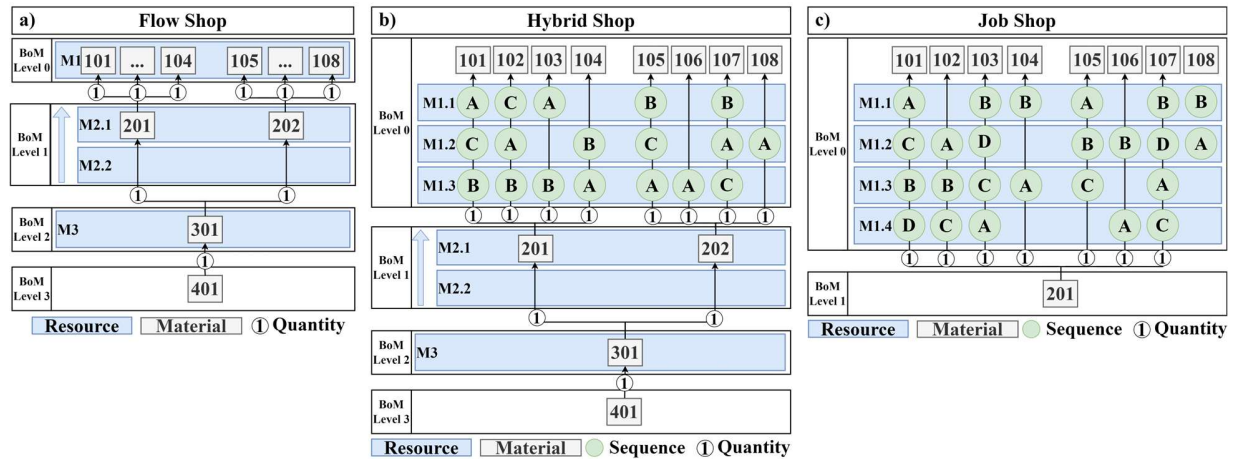 a) Flow Shop
BoM Level 0
M1 101 ... 104 105 ... 108
1 1 1 1 1 1
BoM Level 1
M2.1 201 202
M2.2
1 1
BoM Level 2
M3 301
1
BoM Level 3
401
Resource Material 1 Quantity
b) Hybrid Shop
BoM Level 0
101 102 103 104 105 106 107 108
M1.1 A C A B B
M1.2 C A B C A A
M1.3 B B B A A A C
1 1 1 1 1 1 1 1
BoM Level 1
M2.1 201 202
M2.2
1 1
BoM Level 2
M3 301
1
BoM Level 3
401
Resource Material Sequence 1 Quantity
c) Job Shop
BoM Level 0
101 102 103 104 105 106 107 108
M1.1 A B B A B B
M1.2 C A D B B D A
M1.3 B B C A C A
M1.4 D C A A C
1 1 1 1 1 1 1
BoM Level 1
201
Resource Material Sequence 1 Quantity